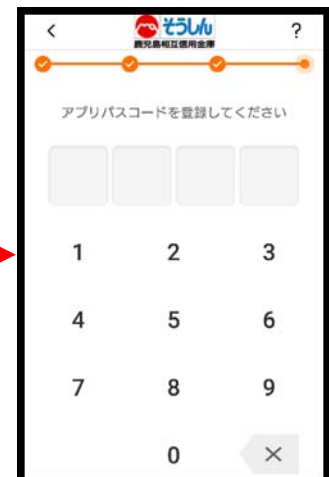 そうしん
鹿児島相互信用金庫
?
アプリパスコードを登録してください
1 2 3
4 5 6
7 8 9
0